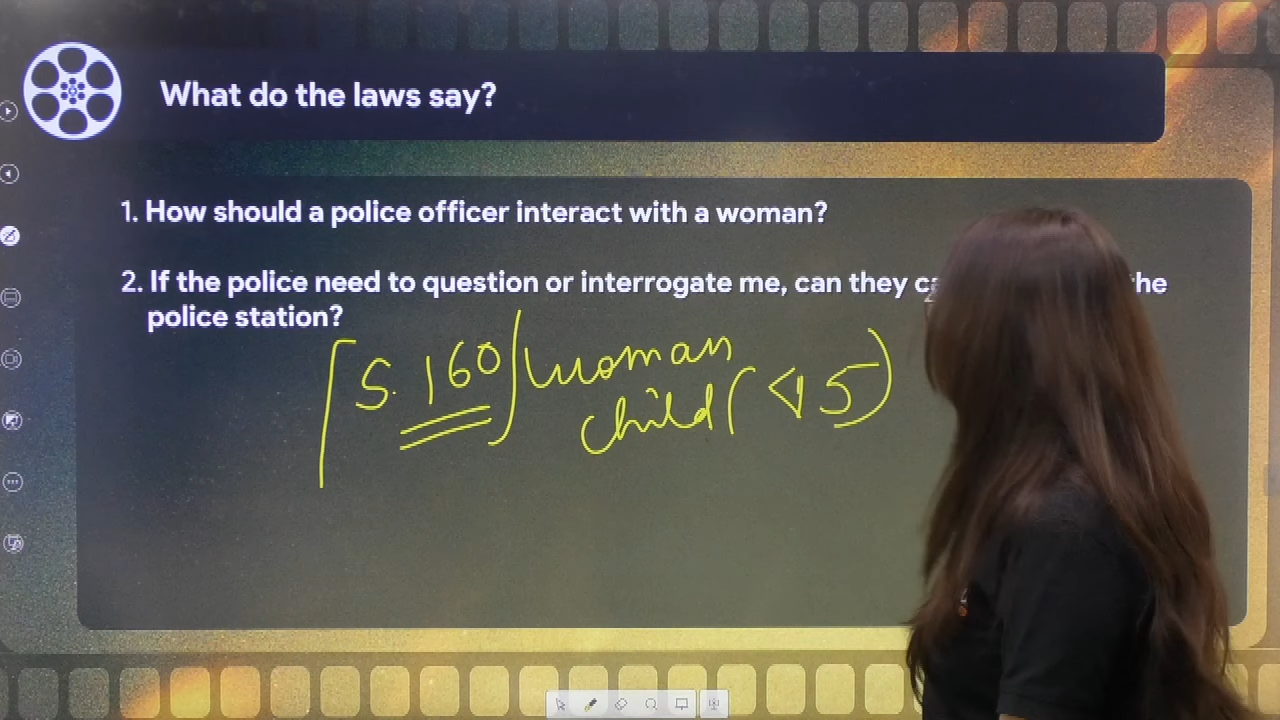 What do the laws say?
1. How should a police officer interact with a woman?
2. If the police need to question or interrogate me, can they the
police station?
S. 160 woman
child (<15)